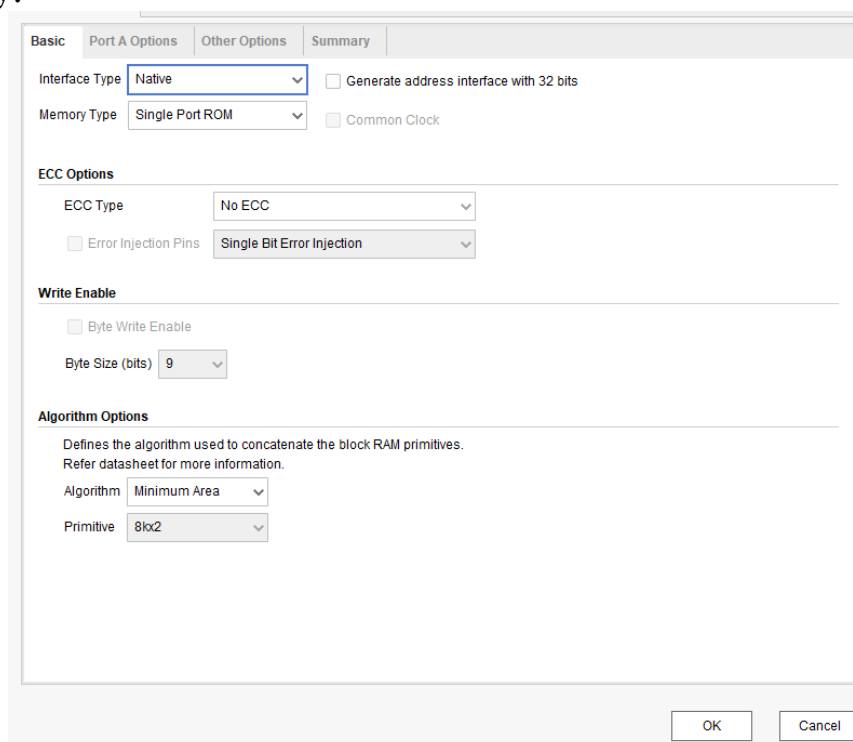 y.
Basic Port A Options Other Options Summary
Interface Type Native Generate address interface with 32 bits
Memory Type Single Port ROM Common Clock
ECC Options
ECC Type No ECC
Error Injection Pins Single Bit Error Injection
Write Enable
Byte Write Enable
Byte Size (bits) 9
Algorithm Options
Defines the algorithm used to concatenate the block RAM primitives.
Refer datasheet for more information.
Algorithm Minimum Area
Primitive 8kx2
OK Cancel